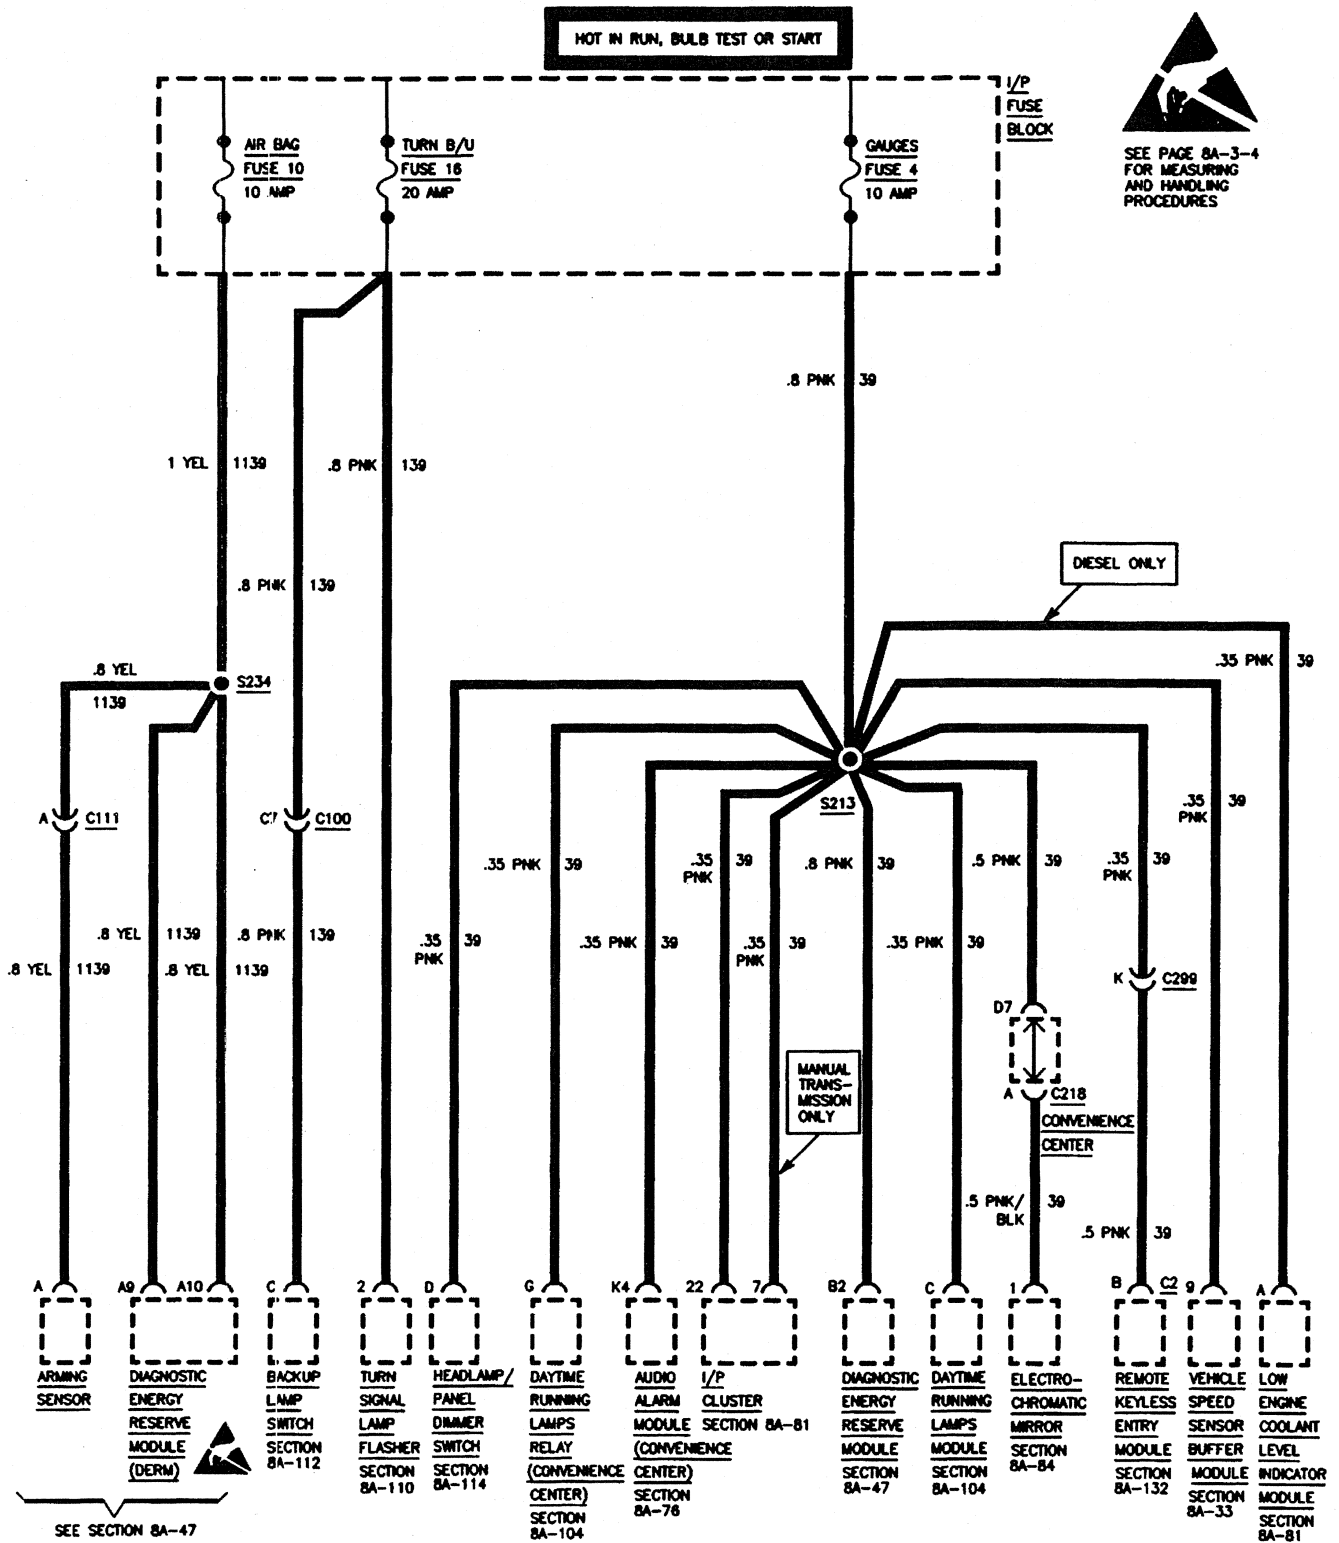 HOT IN RUN, BULB TEST OR START
I/P
FUSE
BLOCK
SEE PAGE 8A-3-4
FOR MEASURING
AND HANDLING
PROCEDURES
AIR BAG
FUSE 10
10 AMP
TURN B/U
FUSE 16
20 AMP
GAUGES
FUSE 4
10 AMP
.8 PNK 39
1 YEL 1139
.8 PNK 139
.8 PNK 139
DIESEL ONLY
.35 PNK 39
.8 YEL
1139
S234
S213
A C111
C7 C100
.35 PNK 39
.35 39
PNK
.8 PNK 39
.5 PNK 39
.35 39
PNK
.35 39
PNK
.8 YEL 1139
.8 PNK 139
.8 YEL 1139
.8 YEL 1139
.35 39
PNK
.35 PNK 39
.35 39
PNK
.35 PNK 39
K C299
D7
A C218
CONVENIENCE
CENTER
MANUAL
TRANS-
MISSION
ONLY
.5 PNK/ 39
BLK
.5 PNK 39
A A9 A10 C 2 D G K4 22 7 B2 C 1 B C2 9 A
ARMING
SENSOR
DIAGNOSTIC
ENERGY
RESERVE
MODULE
(DERM)
SEE SECTION 8A-47
BACKUP
LAMP
SWITCH
SECTION
8A-112
TURN
SIGNAL
LAMP
FLASHER
SECTION
8A-110
HEADLAMP/
PANEL
DIMMER
SWITCH
SECTION
8A-114
DAYTIME
RUNNING
LAMPS
RELAY
(CONVENIENCE
CENTER)
SECTION
8A-104
AUDIO
ALARM
MODULE
(CONVENIENCE
CENTER)
SECTION
8A-76
I/P
CLUSTER
SECTION 8A-81
DIAGNOSTIC
ENERGY
RESERVE
MODULE
SECTION
8A-47
DAYTIME
RUNNING
LAMPS
MODULE
SECTION
8A-104
ELECTRO-
CHROMATIC
MIRROR
SECTION
8A-84
REMOTE
KEYLESS
ENTRY
MODULE
SECTION
8A-132
VEHICLE
SPEED
SENSOR
BUFFER
MODULE
SECTION
8A-33
LOW
ENGINE
COOLANT
LEVEL
INDICATOR
MODULE
SECTION
8A-81